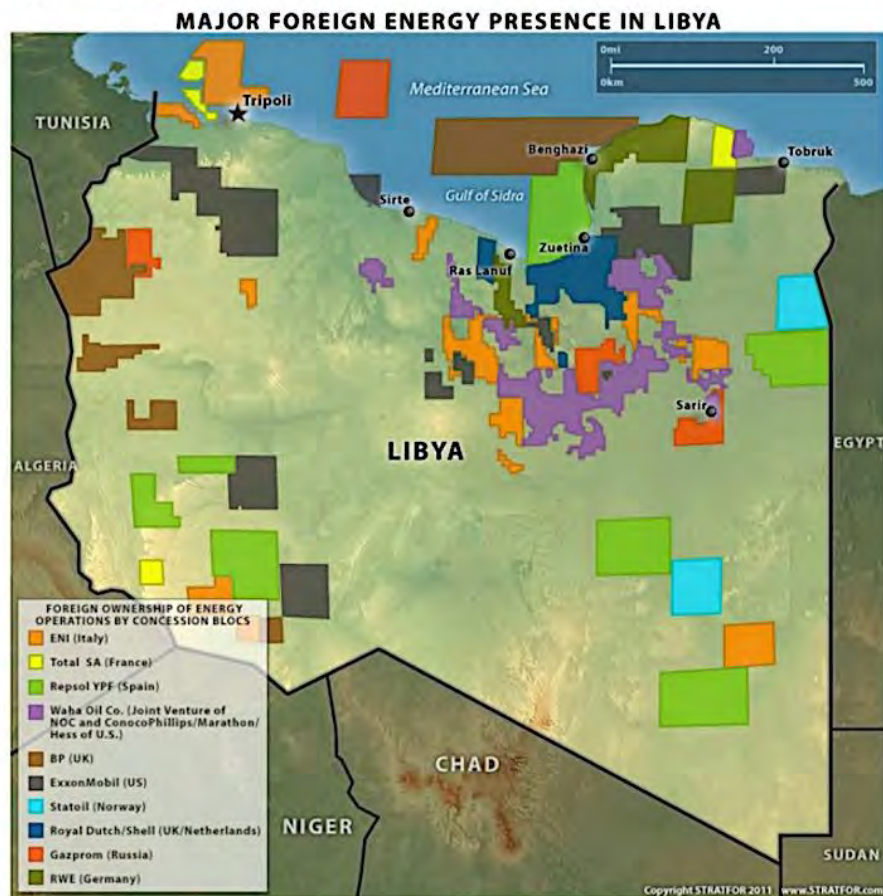 MAJOR FOREIGN ENERGY PRESENCE IN LIBYA
0mi 200
0km 500
Mediterranean Sea
Tripoli
TUNISIA
Benghazi
Tobruk
Gulf of Sidra
Sirte
Zuetina
Ras Lanuf
Sarir
LIBYA
EGYPT
ALGERIA
FOREIGN OWNERSHIP OF ENERGY
OPERATIONS BY CONCESSION BLOCS
ENI (Italy)
Total SA (France)
Repsol YPF (Spain)
Waha Oil Co. (Joint Venture of
NOC and ConocoPhillips/Marathon/
Hess of U.S.)
BP (UK)
ExxonMobil (US)
Statoil (Norway)
Royal Dutch/Shell (UK/Netherlands)
Gazprom (Russia)
RWE (Germany)
CHAD
NIGER
SUDAN
Copyright STRATFOR 2011 www.STRATFOR.com